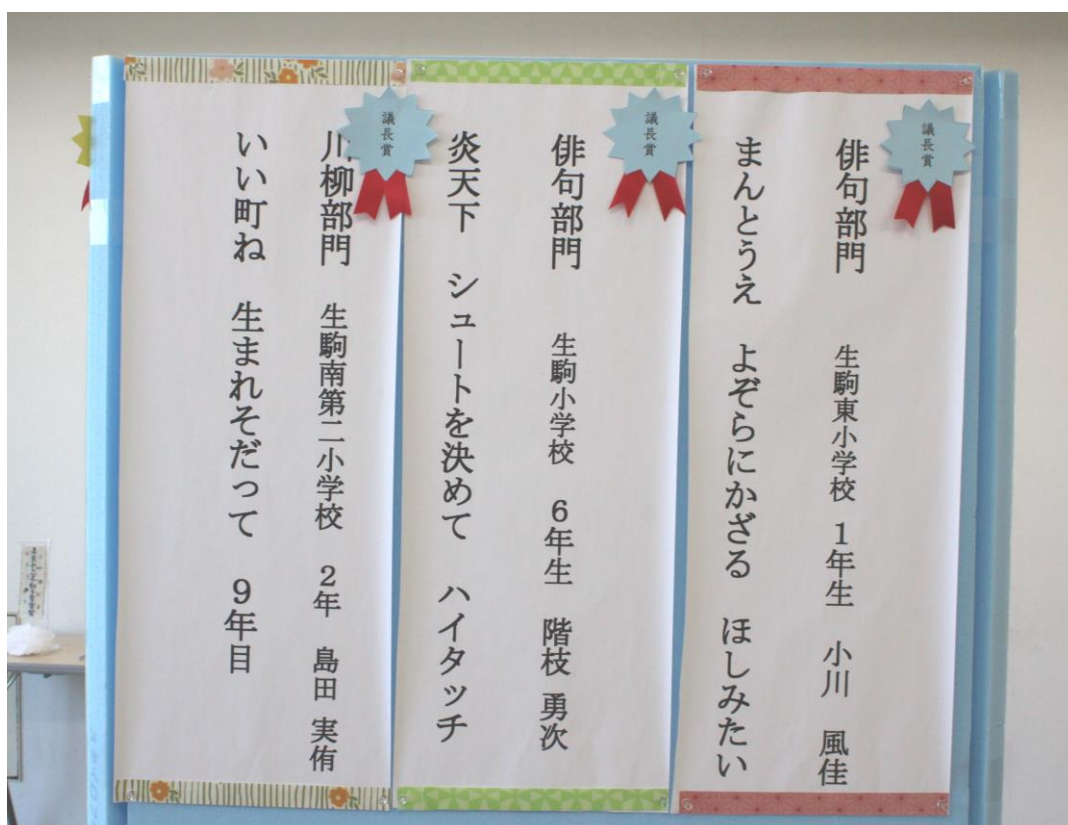 議長賞
俳句部門 生駒東小学校 1年生 小川 風佳
まんとうえ よぞらにかざる ほしみたい
議長賞
俳句部門 生駒小学校 6年生 階枝 勇次
炎天下 シュートを決めて ハイタッチ
議長賞
川柳部門 生駒南第二小学校 2年 島田 実侑
いい町ね 生まれそだって 9年目